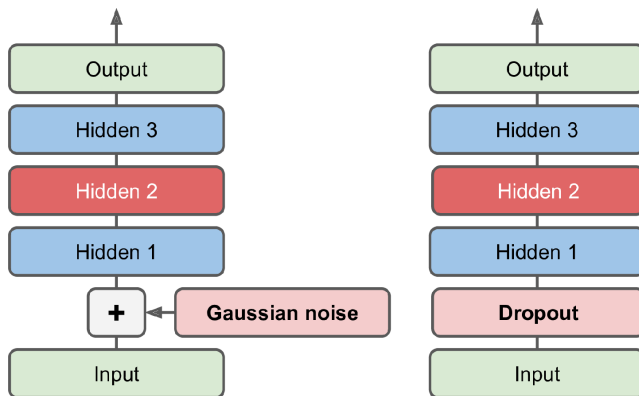 Output
Hidden 3
Hidden 2
Hidden 1
+
Gaussian noise
Input
Output
Hidden 3
Hidden 2
Hidden 1
Dropout
Input